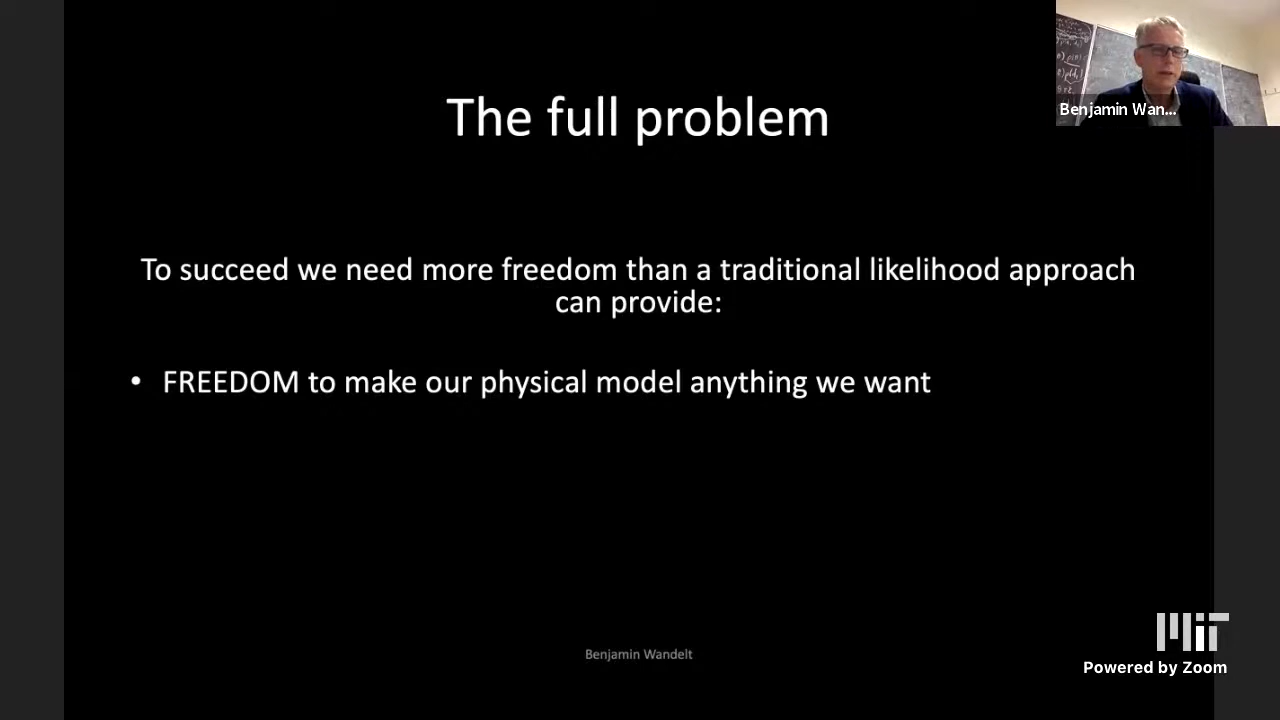 The full problem
Benjamin Wan...
To succeed we need more freedom than a traditional likelihood approach
can provide:
• FREEDOM to make our physical model anything we want
Benjamin Wandelt
MIT
Powered by Zoom